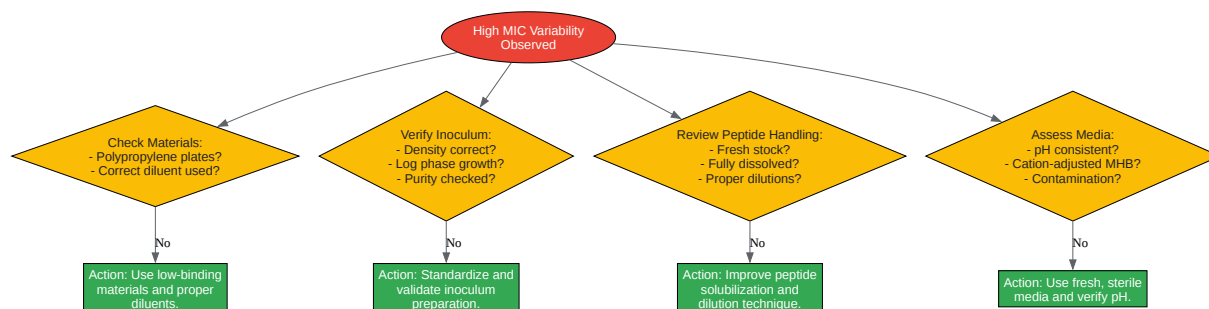 High MIC Variability
Observed
Check Materials:
- Polypropylene plates?
- Correct diluent used?
Verify Inoculum:
- Density correct?
- Log phase growth?
- Purity checked?
Review Peptide Handling:
- Fresh stock?
- Fully dissolved?
- Proper dilutions?
Assess Media:
- pH consistent?
- Cation-adjusted MHB?
- Contamination?
No
No
No
No
Action: Use low-binding
materials and proper
diluents.
Action: Standardize and
validate inoculum
preparation.
Action: Improve peptide
solubilization and
dilution technique.
Action: Use fresh, sterile
media and verify pH.